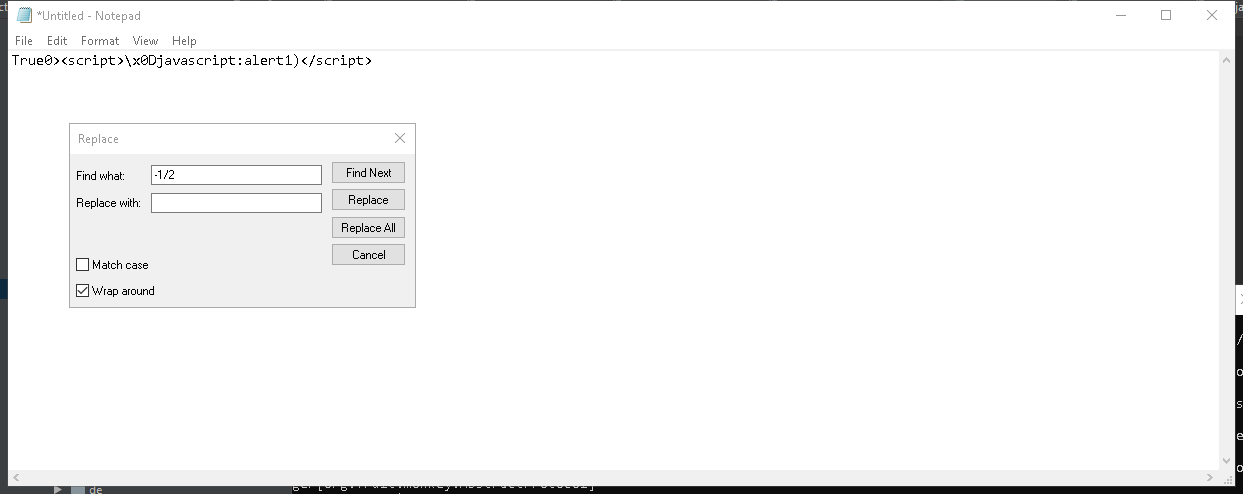 *Untitled - Notepad
File Edit Format View Help
True0><script>\x0Djavascript:alert1)</script>
Replace
Find what: -1/2 Find Next
Replace with: Replace
Replace All
Cancel
Match case
Wrap around
de